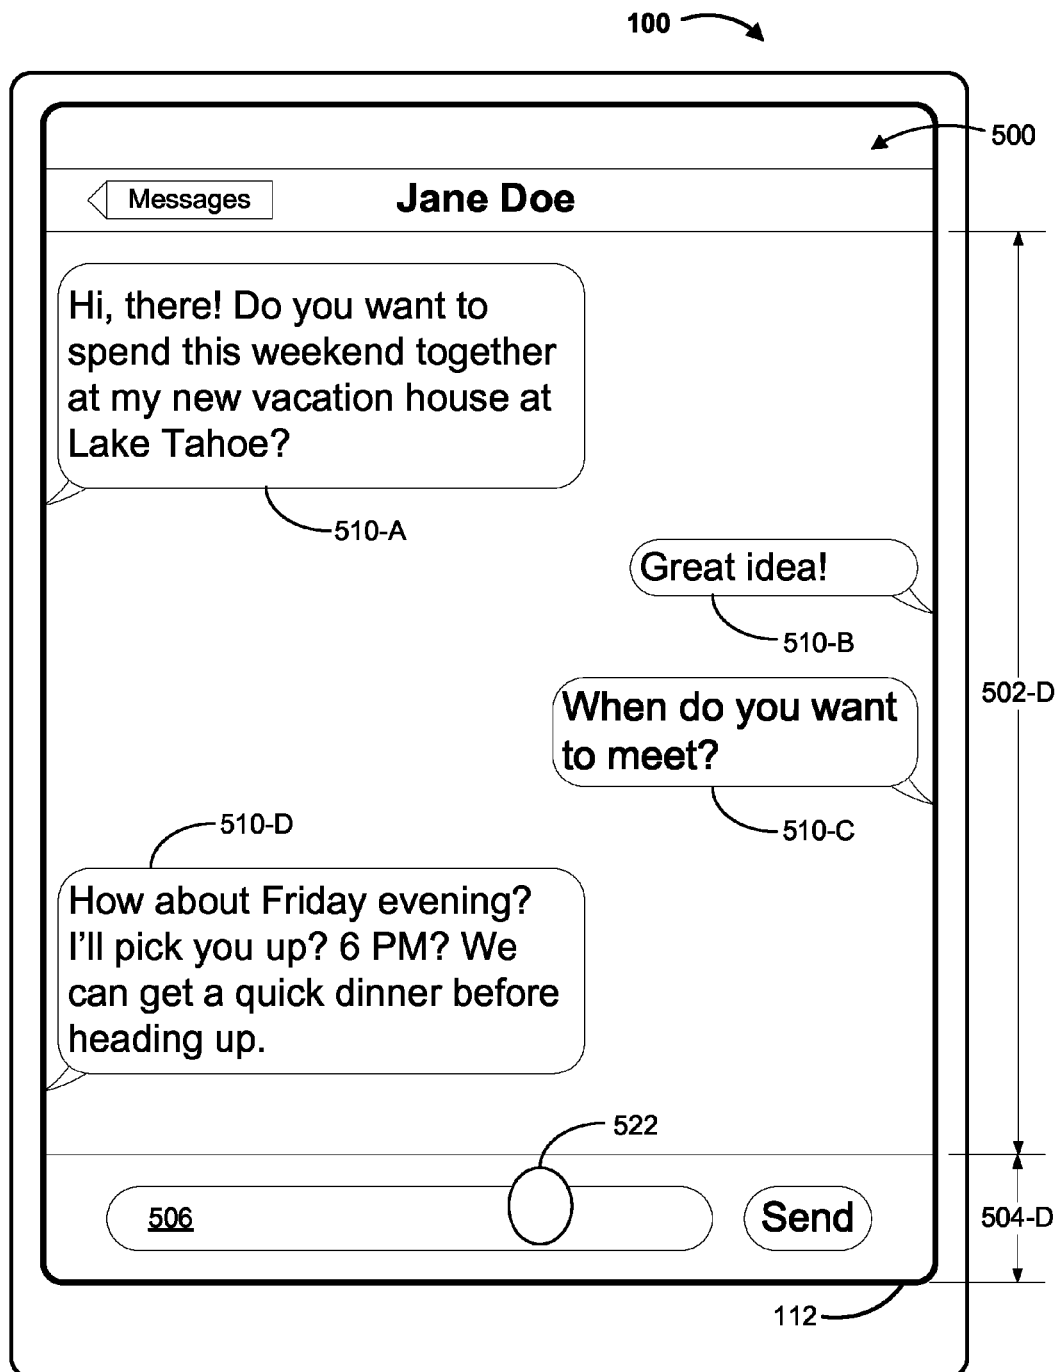 100
500
Messages
Jane Doe
Hi, there! Do you want to
spend this weekend together
at my new vacation house at
Lake Tahoe?
510-A
Great idea!
510-B
502-D
When do you want
to meet?
510-C
510-D
How about Friday evening?
I'll pick you up? 6 PM? We
can get a quick dinner before
heading up.
522
506
Send
504-D
112